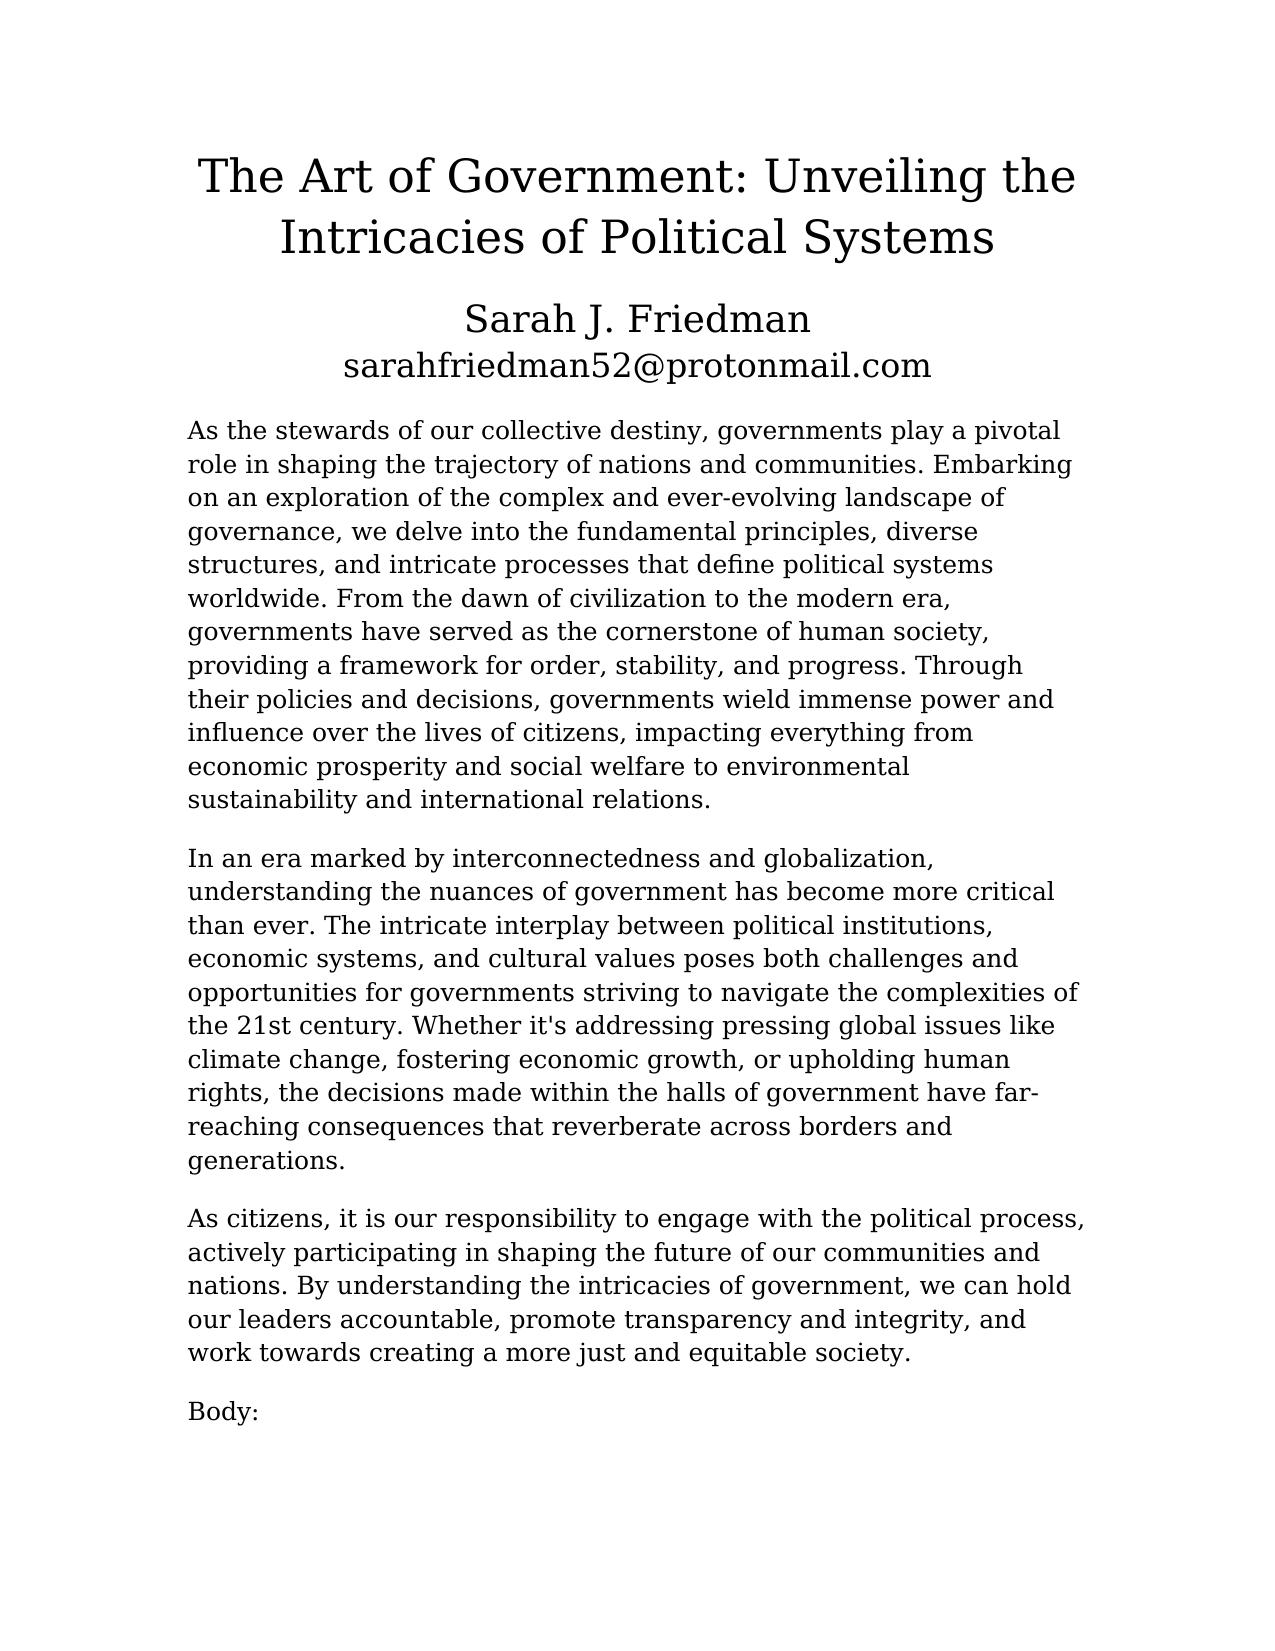 The Art of Government: Unveiling the
Intricacies of Political Systems
Sarah J. Friedman
sarahfriedman52@protonmail.com
As the stewards of our collective destiny, governments play a pivotal
role in shaping the trajectory of nations and communities. Embarking
on an exploration of the complex and ever-evolving landscape of
governance, we delve into the fundamental principles, diverse
structures, and intricate processes that define political systems
worldwide. From the dawn of civilization to the modern era,
governments have served as the cornerstone of human society,
providing a framework for order, stability, and progress. Through
their policies and decisions, governments wield immense power and
influence over the lives of citizens, impacting everything from
economic prosperity and social welfare to environmental
sustainability and international relations.
In an era marked by interconnectedness and globalization,
understanding the nuances of government has become more critical
than ever. The intricate interplay between political institutions,
economic systems, and cultural values poses both challenges and
opportunities for governments striving to navigate the complexities of
the 21st century. Whether it's addressing pressing global issues like
climate change, fostering economic growth, or upholding human
rights, the decisions made within the halls of government have far-
reaching consequences that reverberate across borders and
generations.
As citizens, it is our responsibility to engage with the political process,
actively participating in shaping the future of our communities and
nations. By understanding the intricacies of government, we can hold
our leaders accountable, promote transparency and integrity, and
work towards creating a more just and equitable society.
Body: